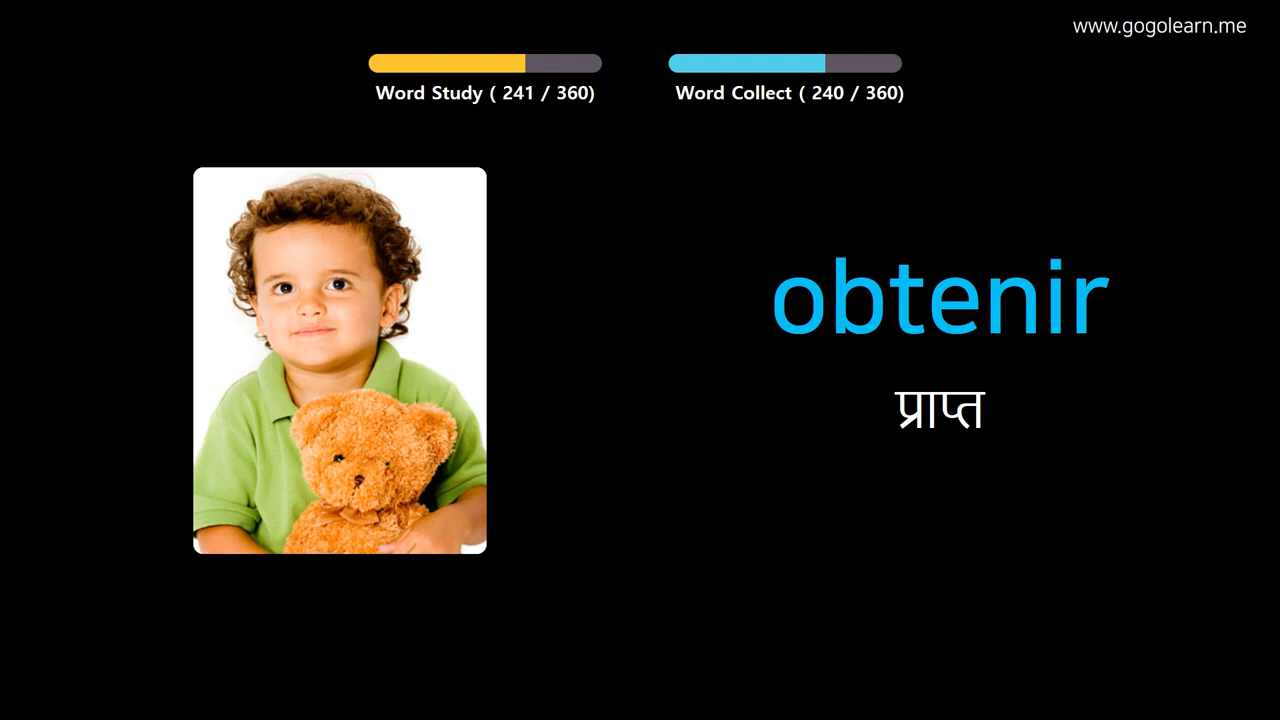 www.gogolearn.me
Word Study ( 241 / 360)
Word Collect ( 240 / 360)
obtenir
प्राप्त